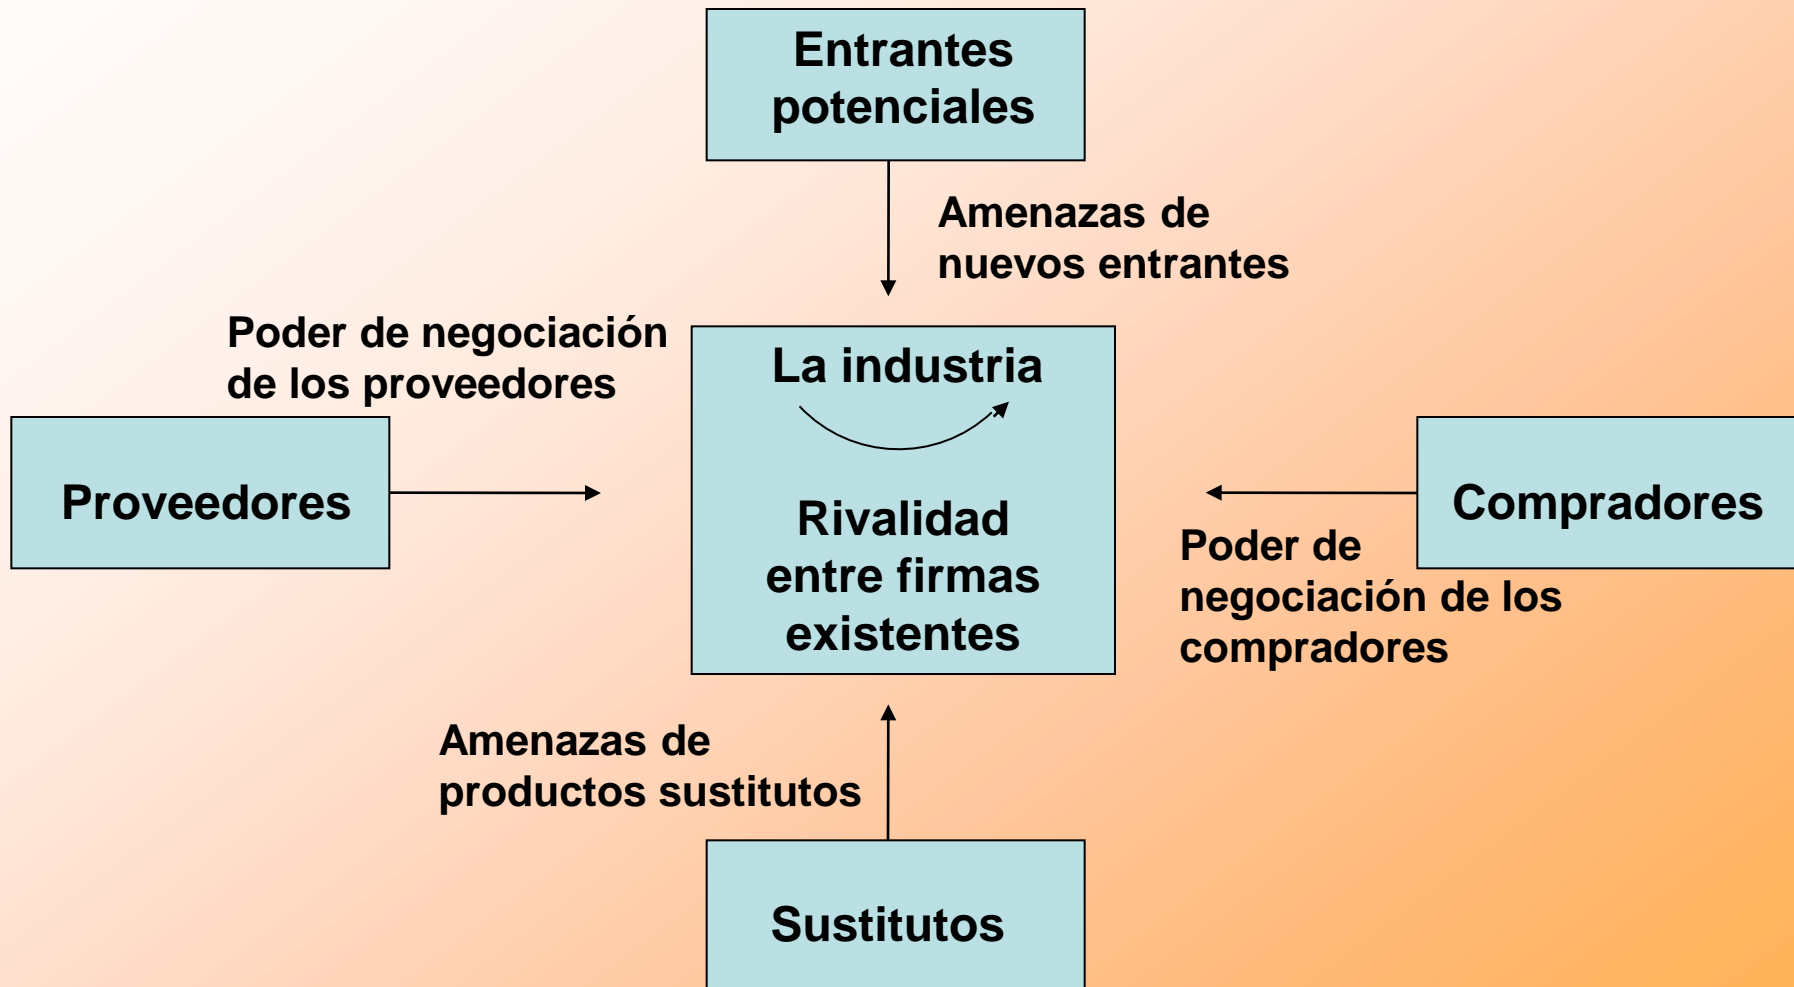 Entrantes
potenciales
Amenazas de
nuevos entrantes
Poder de negociación
de los proveedores
La industria
Proveedores
Rivalidad
entre firmas
existentes
Compradores
Poder de
negociación de los
compradores
Amenazas de
productos sustitutos
Sustitutos